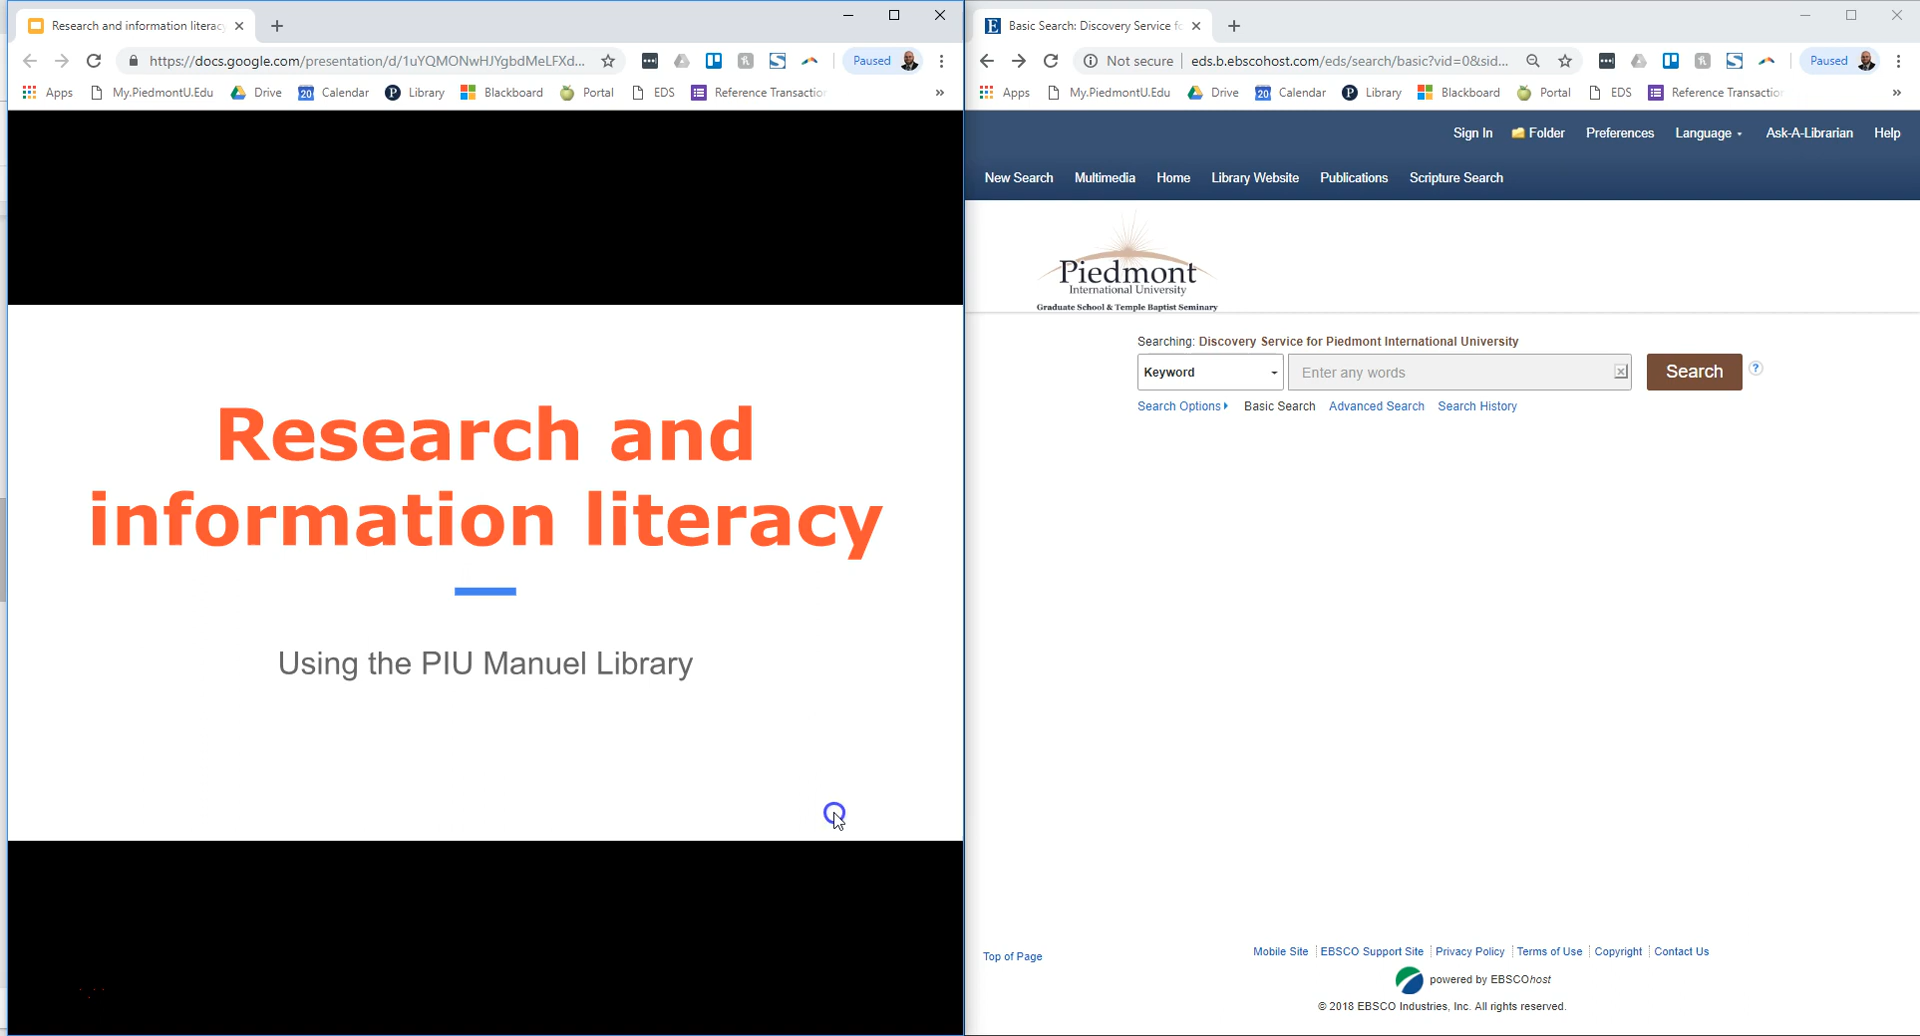 Research and information literacy
https://docs.google.com/presentation/d/1uYQMONwHJYgbdMeLFXd...
Paused
Apps My.PiedmontU.Edu Drive Calendar Library Blackboard Portal EDS Reference Transaction
Research and
information literacy
Using the PIU Manuel Library
Basic Search: Discovery Service fo
Not secure eds.b.ebscohost.com/eds/search/basic?vid=0&sid...
Paused
Apps My.PiedmontU.Edu Drive Calendar Library Blackboard Portal EDS Reference Transaction
Sign In Folder Preferences Language Ask-A-Librarian Help
New Search Multimedia Home Library Website Publications Scripture Search
Piedmont
International University
Graduate School & Temple Baptist Seminary
Searching: Discovery Service for Piedmont International University
Keyword Enter any words Search ?
Search Options Basic Search Advanced Search Search History
Top of Page
Mobile Site EBSCO Support Site Privacy Policy Terms of Use Copyright Contact Us
powered by EBSCOhost
© 2018 EBSCO Industries, Inc. All rights reserved.